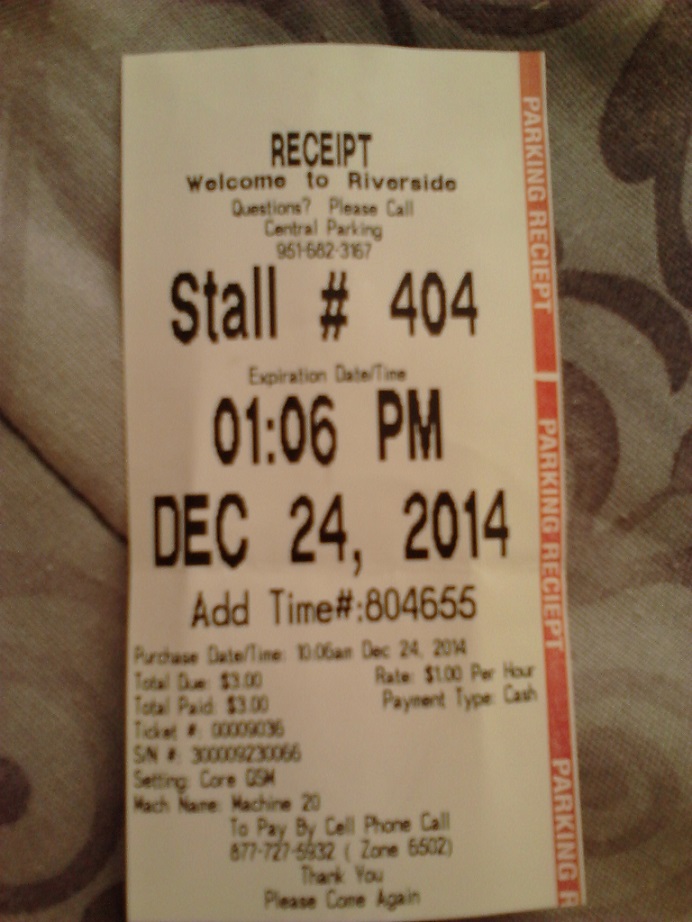 RECEIPT
Welcome to Riverside
Questions? Please Call
Central Parking
951-682-3167
Stall # 404
Expiration Date/Time
01:06 PM
DEC 24, 2014
Add Time#:804655
Purchase Date/Time: 10:06am Dec 24, 2014
Total Due: $3.00 Rate: $1.00 Per Hour
Total Paid: $3.00 Payment Type: Cash
Ticket #: 00009036
S/N #: 300009230066
Setting: Core QSM
Mach Name: Machine 20
To Pay By Cell Phone Call
877-727-5932 ( Zone 6502)
Thank You
Please Come Again
PARKING RECIEPT
PARKING RECIEPT
PARKING R